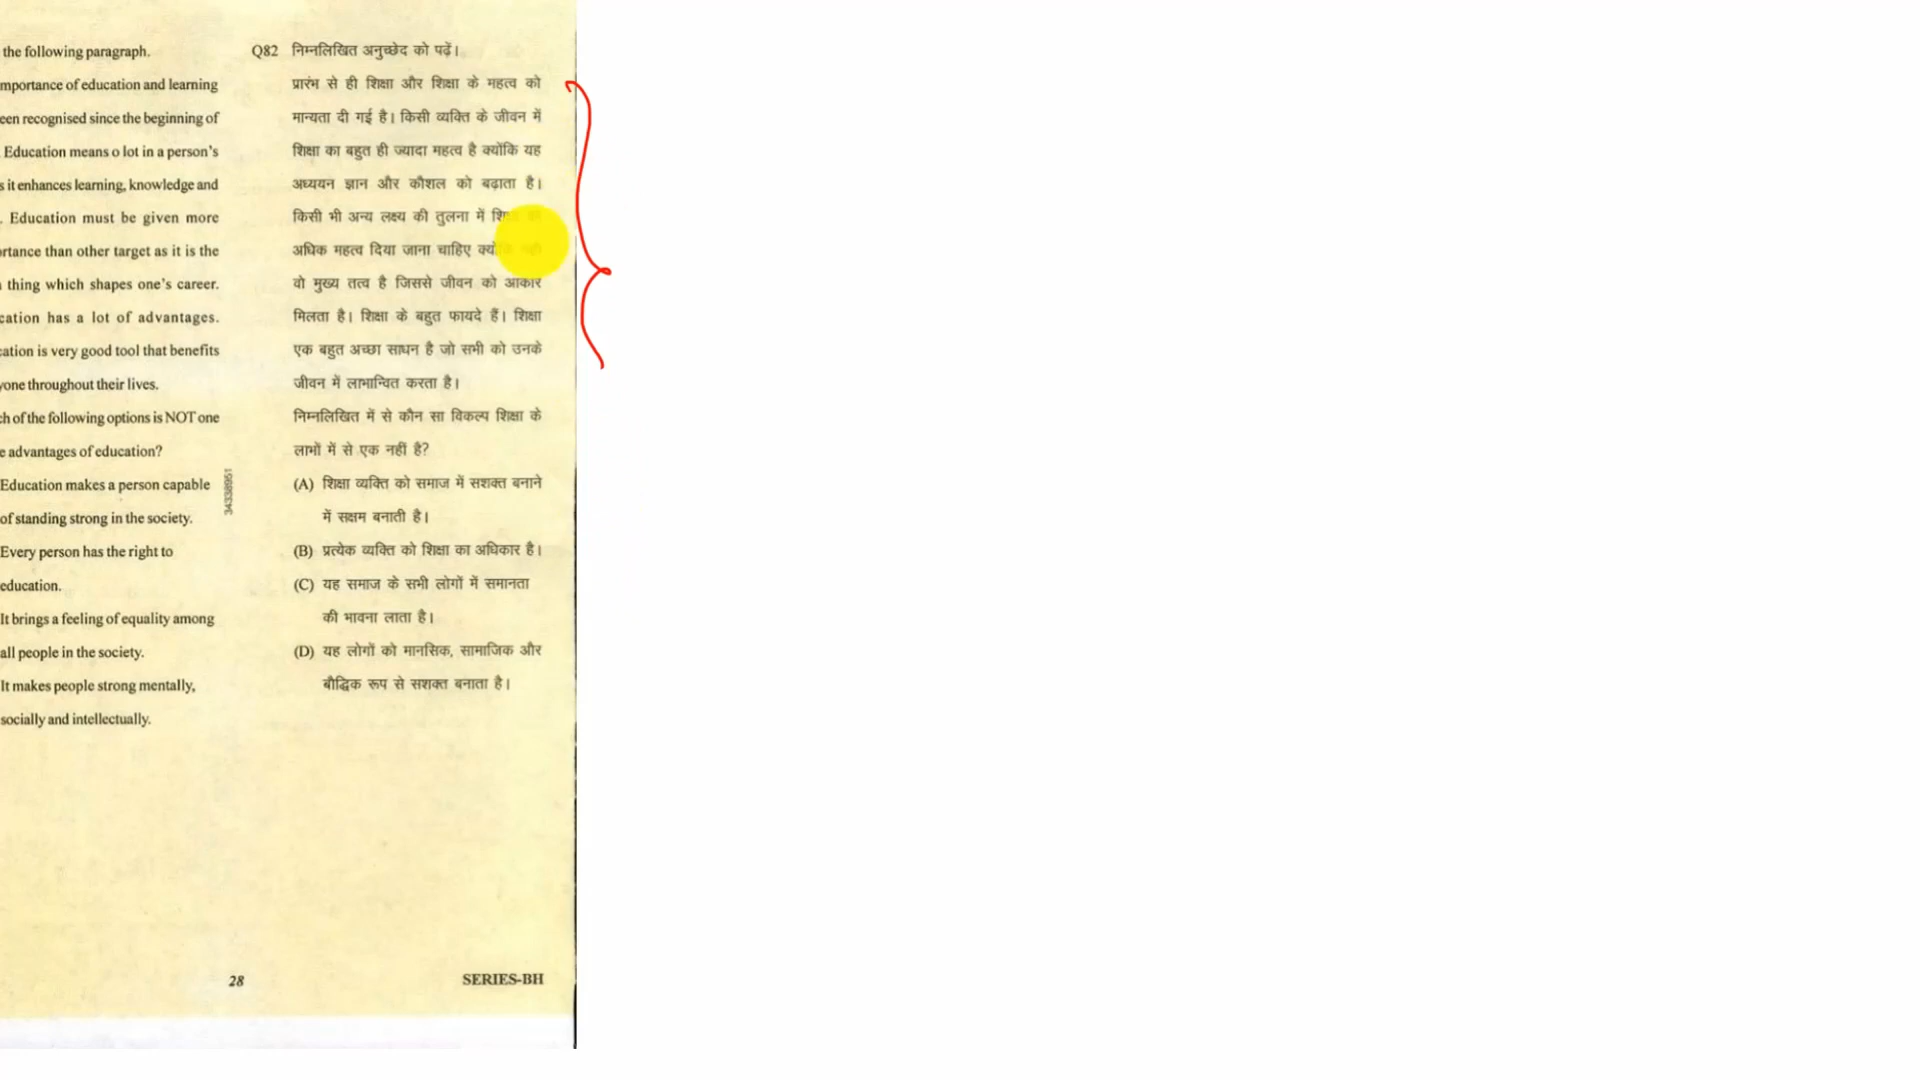 the following paragraph.
mportance of education and learning
een recognised since the beginning of
Education means o lot in a person's
s it enhances learning, knowledge and
. Education must be given more
ortance than other target as it is the
thing which shapes one's career.
cation has a lot of advantages.
cation is very good tool that benefits
yone throughout their lives.
ch of the following options is NOT one
e advantages of education?
Education makes a person capable
of standing strong in the society.
Every person has the right to
education.
It brings a feeling of equality among
all people in the society.
It makes people strong mentally,
socially and intellectually.
34338951
Q82 निम्नलिखित अनुच्छेद को पढ़ें।
प्रारंभ से ही शिक्षा और शिक्षा के महत्व को
मान्यता दी गई है। किसी व्यक्ति के जीवन में
शिक्षा का बहुत ही ज्यादा महत्व है क्योंकि यह
अध्ययन ज्ञान और कौशल को बढ़ाता है।
किसी भी अन्य लक्ष्य की तुलना में
अधिक महत्व दिया जाना चाहिए
वो मुख्य तत्व है जिससे जीवन को आकार
मिलता है। शिक्षा के बहुत फायदे हैं। शिक्षा
एक बहुत अच्छा साधन है जो सभी को उनके
जीवन में लाभान्वित करता है।
निम्नलिखित में से कौन सा विकल्प शिक्षा के
लाभों में से एक नहीं है?
(A) शिक्षा व्यक्ति को समाज में सशक्त बनाने
में सक्षम बनाती है।
(B) प्रत्येक व्यक्ति को शिक्षा का अधिकार है।
(C) यह समाज के सभी लोगों में समानता
की भावना लाता है।
(D) यह लोगों को मानसिक, सामाजिक और
बौद्धिक रूप से सशक्त बनाता है।
28
SERIES-BH